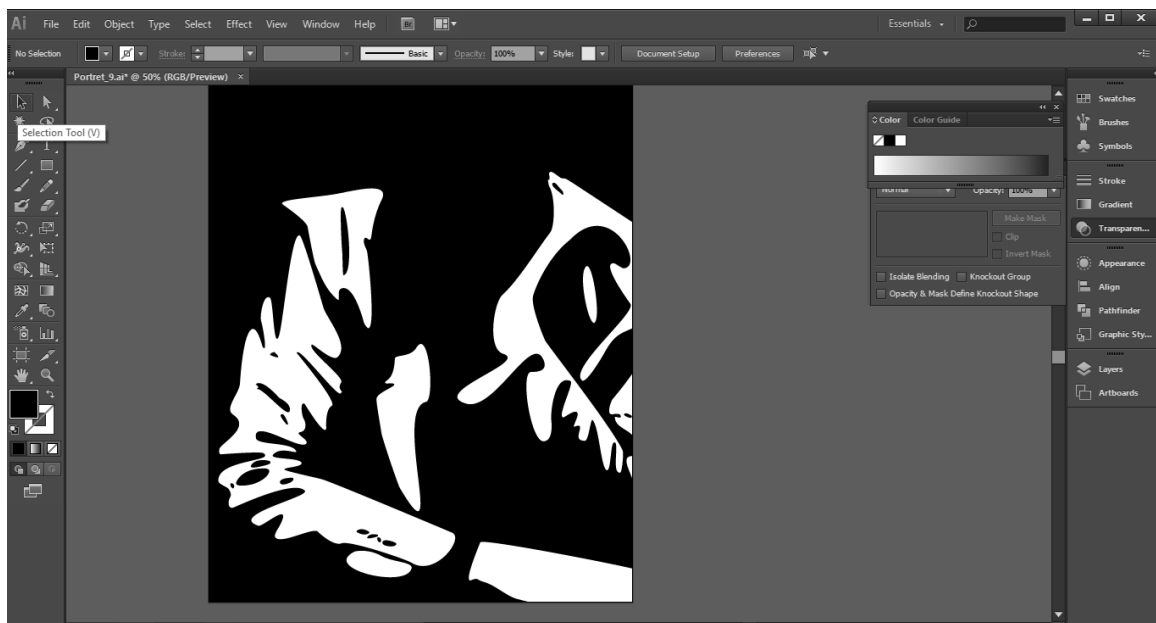 Ai File Edit Object Type Select Effect View Window Help Br Essentials
No Selection Stroke: Basic Opacity: 100% Style: Document Setup Preferences
Portret_9.ai* @ 50% (RGB/Preview) ×
Selection Tool (V)
Color Color Guide
Normal Opacity: 100%
Make Mask
Clip
Invert Mask
Isolate Blending Knockout Group
Opacity & Mask Define Knockout Shape
Swatches
Brushes
Symbols
Stroke
Gradient
Transparen...
Appearance
Align
Pathfinder
Graphic Sty...
Layers
Artboards